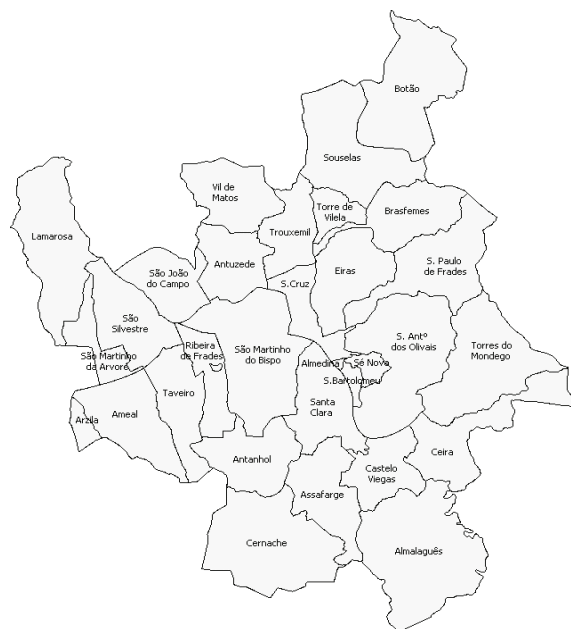 Botão
Souselas
Vil de
Matos
Torre de
Vilela
Brasfemes
Trouxemil
Lamarosa
Antuzede
São João
do Campo
S.Cruz
Eiras
S. Paulo
de Frades
São
Silvestre
Ribeira
de Frades
São Martinho
do Bispo
S. Antº
dos Olivais
Torres do
Mondego
São Martinho
da Arvore
Almedina
Sé Nova
S.Bartolomeu
Taveiro
Santa
Clara
Arzila
Ameal
Antanhol
Castelo
Viegas
Ceira
Assafarge
Cernache
Almalaguês